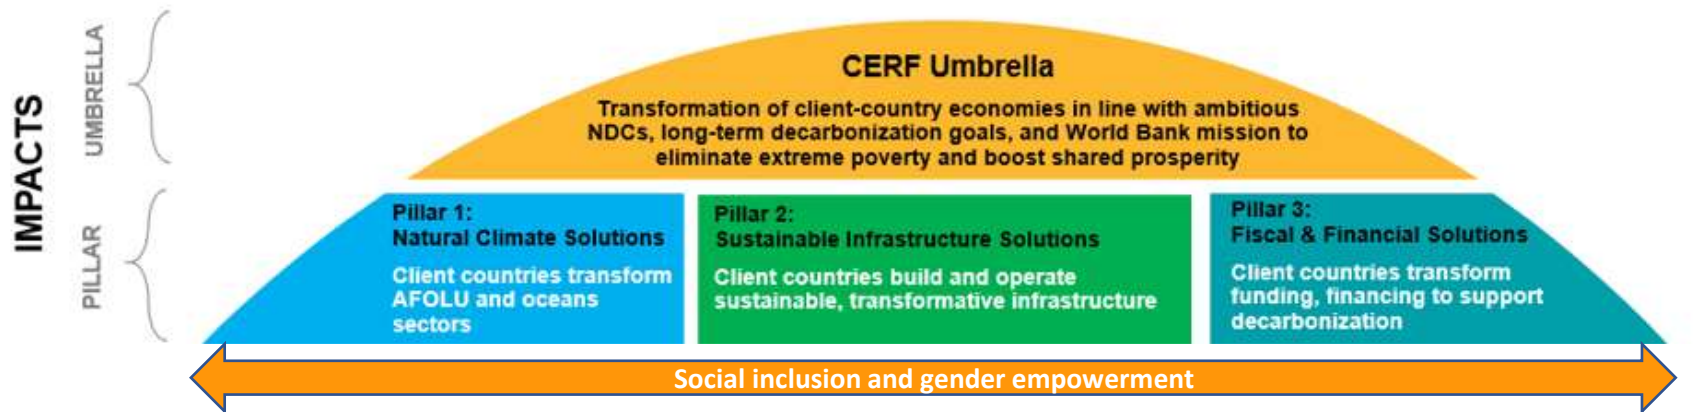 IMPACTS
UMBRELLA
CERF Umbrella
Transformation of client-country economies in line with ambitious
NDCs, long-term decarbonization goals, and World Bank mission to
eliminate extreme poverty and boost shared prosperity
PILLAR
Pillar 1:
Natural Climate Solutions
Client countries transform
AFOLU and oceans
sectors
Pillar 2:
Sustainable Infrastructure Solutions
Client countries build and operate
sustainable, transformative infrastructure
Pillar 3:
Fiscal & Financial Solutions
Client countries transform
funding, financing to support
decarbonization
Social inclusion and gender empowerment